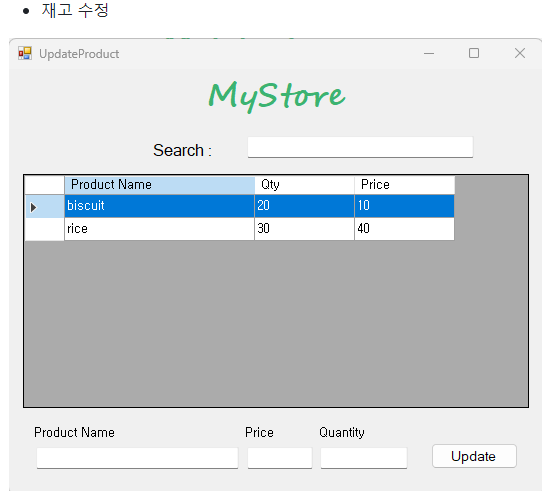 재고 수정
UpdateProduct
MyStore
Search :
Product Name Qty Price
biscuit 20 10
rice 30 40
Product Name Price Quantity
Update